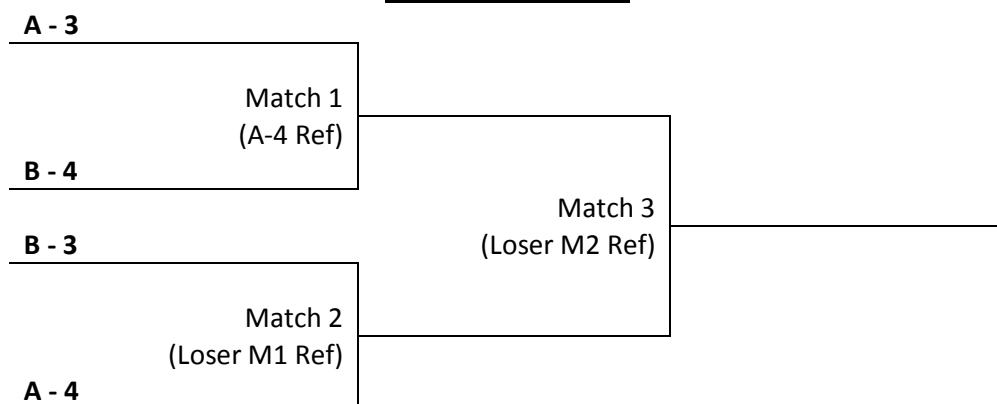 A - 3
Match 1
(A-4 Ref)
B - 4
Match 3
(Loser M2 Ref)
B - 3
Match 2
(Loser M1 Ref)
A - 4